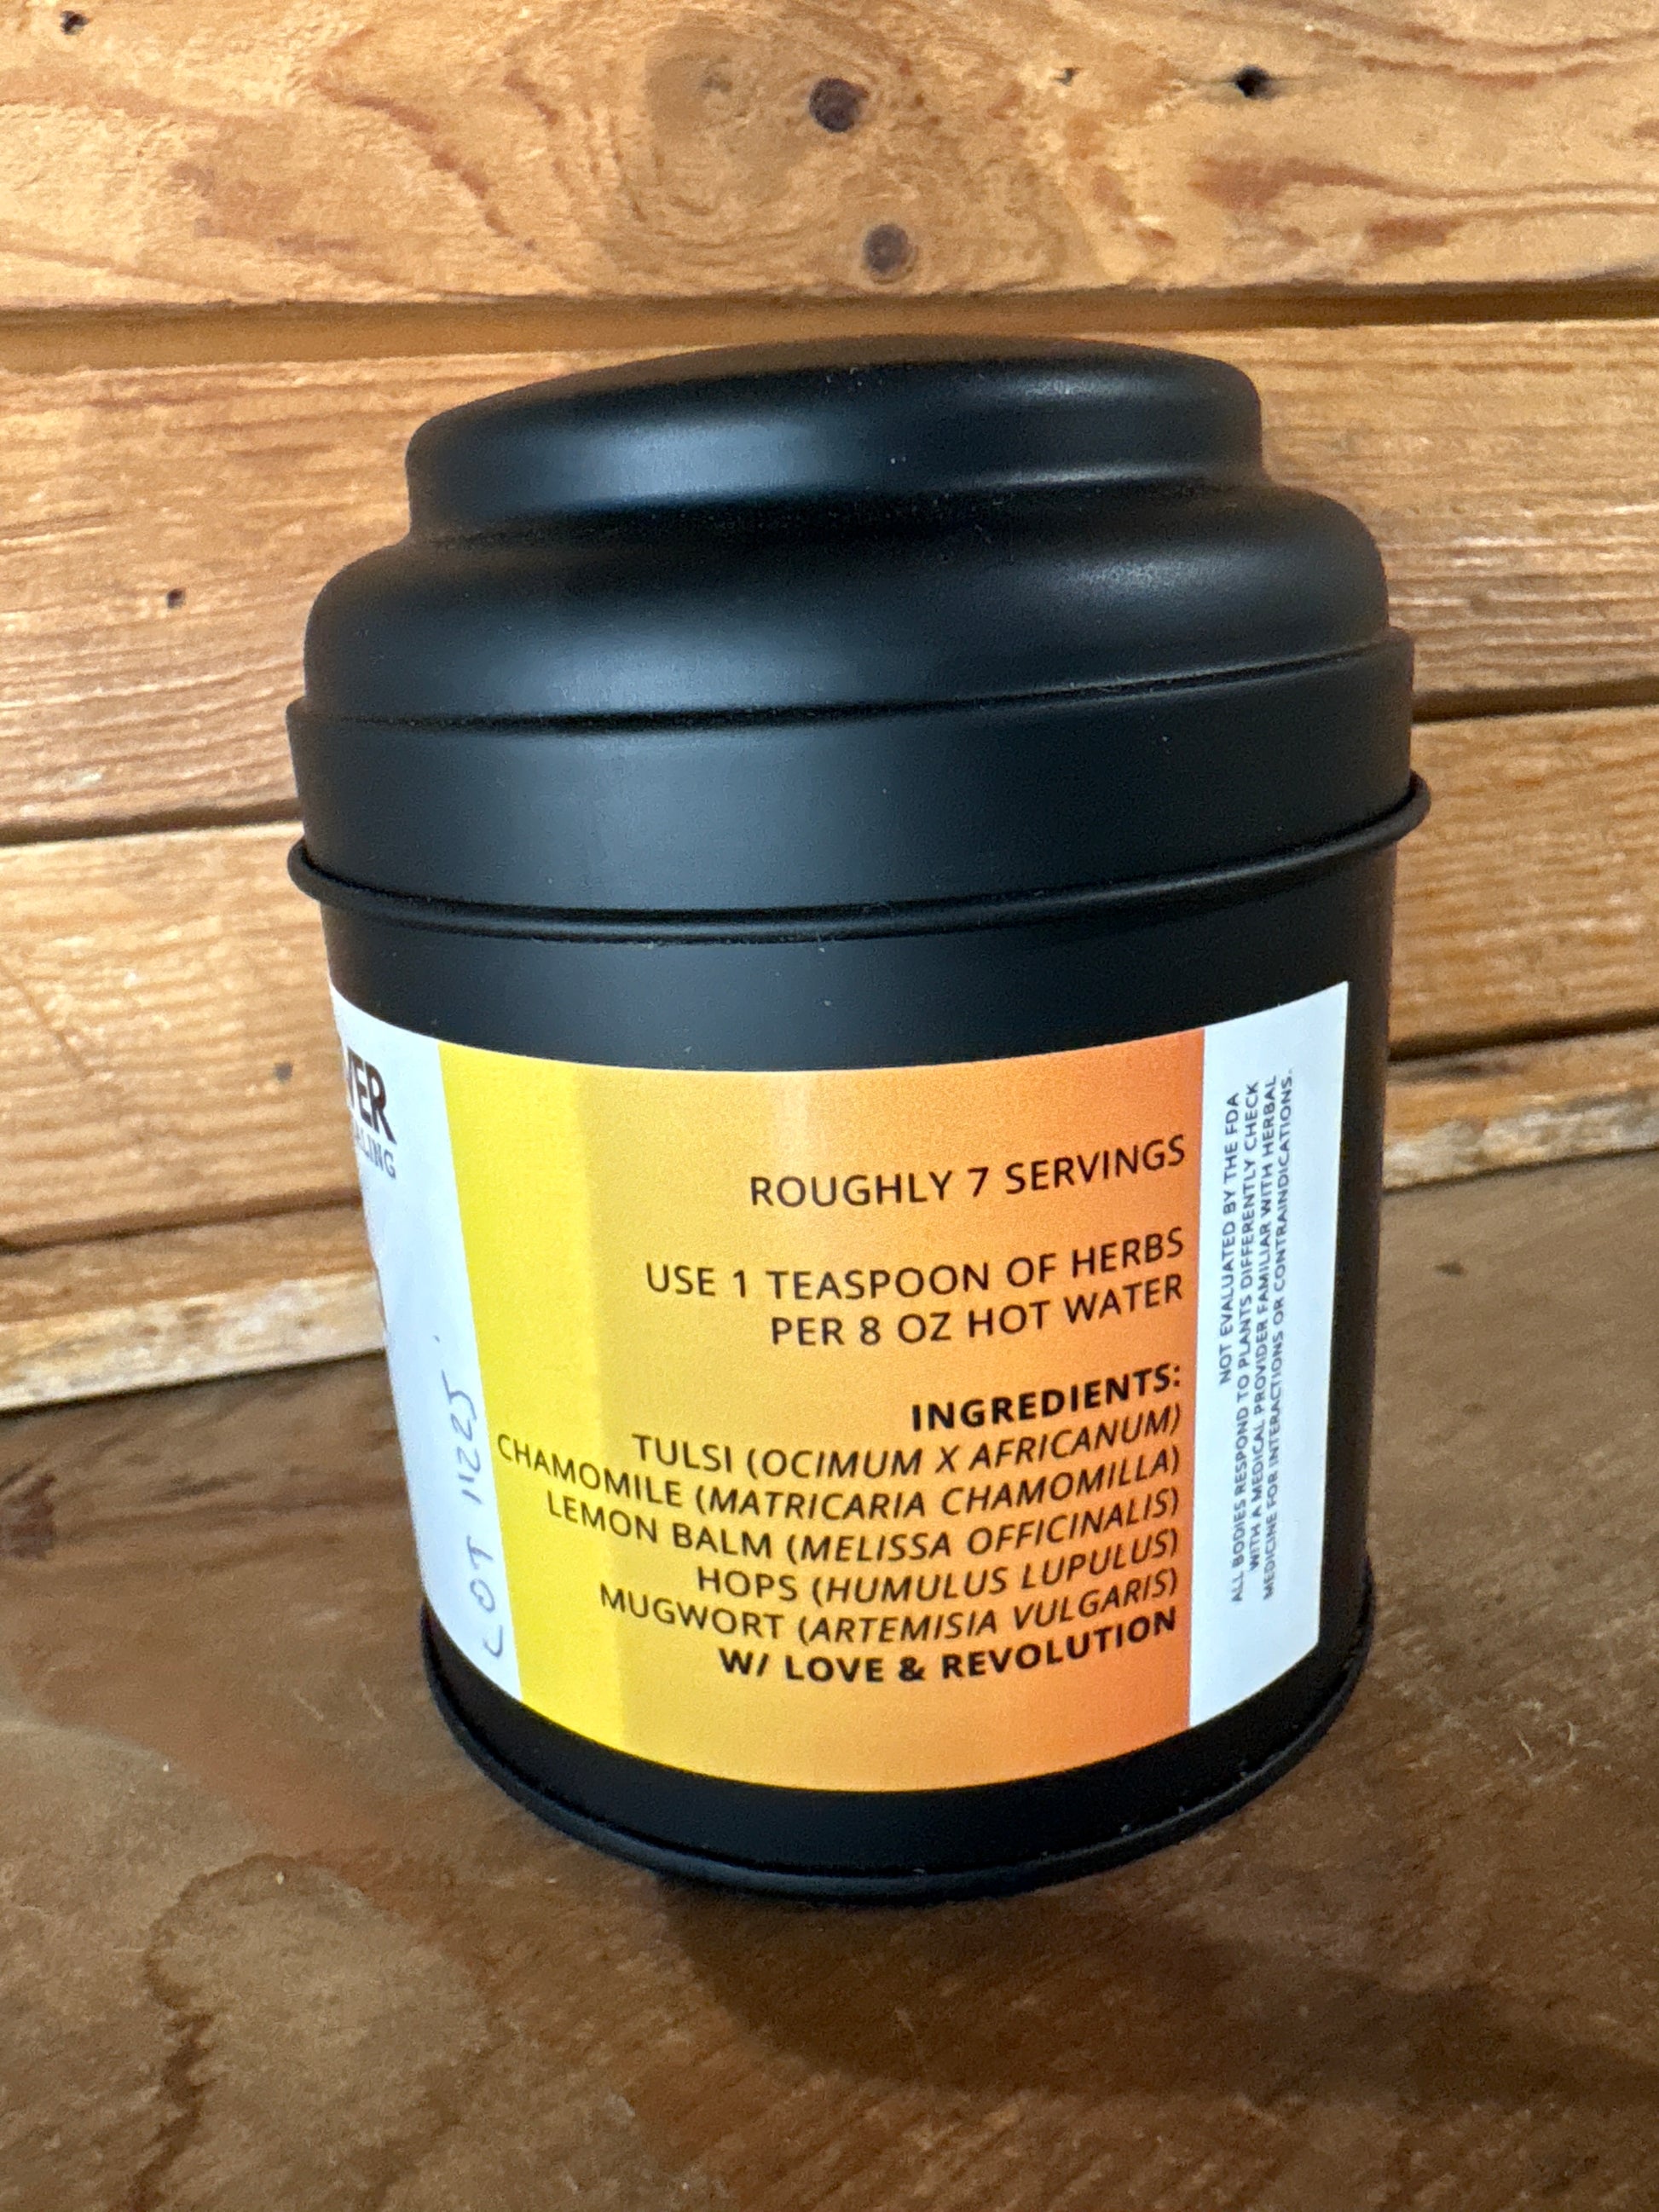 ROUGHLY 7 SERVINGS
USE 1 TEASPOON OF HERBS
PER 8 OZ HOT WATER
INGREDIENTS:
TULSI (OCIMUM X AFRICANUM)
CHAMOMILE (MATRICARIA CHAMOMILLA)
LEMON BALM (MELISSA OFFICINALIS)
HOPS (HUMULUS LUPULUS)
MUGWORT (ARTEMISIA VULGARIS)
W/ LOVE & REVOLUTION
LOT 11225
NOT EVALUATED BY THE FDA
ALL BODIES RESPOND TO PLANTS DIFFERENTLY CHECK
WITH A MEDICAL PROVIDER FAMILIAR WITH HERBAL
MEDICINE FOR INTERACTIONS OR CONTRAINDICATIONS.